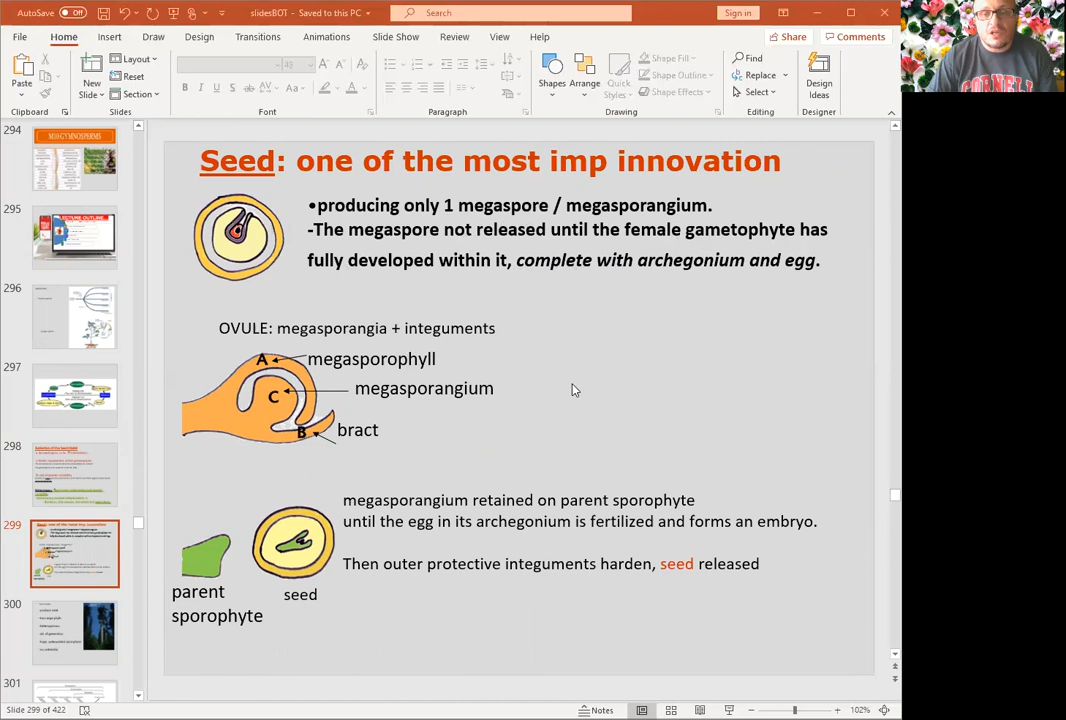 AutoSave Off slidesBOT - Saved to this PC Search Sign in
File Home Insert Draw Design Transitions Animations Slide Show Review View Help Share Comments
Paste New Slide Layout Reset Section 43 Shapes Arrange Quick Styles Shape Fill Shape Outline Shape Effects Find Replace Select Design Ideas
Clipboard Slides Font Paragraph Drawing Editing Designer
294
M10 GYMNOSPERMS
295
LECTURE OUTLINE
296
297
298
299
300
301
Seed: one of the most imp innovation
•producing only 1 megaspore / megasporangium.
-The megaspore not released until the female gametophyte has
fully developed within it, complete with archegonium and egg.
OVULE: megasporangia + integuments
A megasporophyll
C megasporangium
B bract
megasporangium retained on parent sporophyte
until the egg in its archegonium is fertilized and forms an embryo.
Then outer protective integuments harden, seed released
parent
sporophyte
seed
CORNELL
Slide 299 of 422 Notes 102%